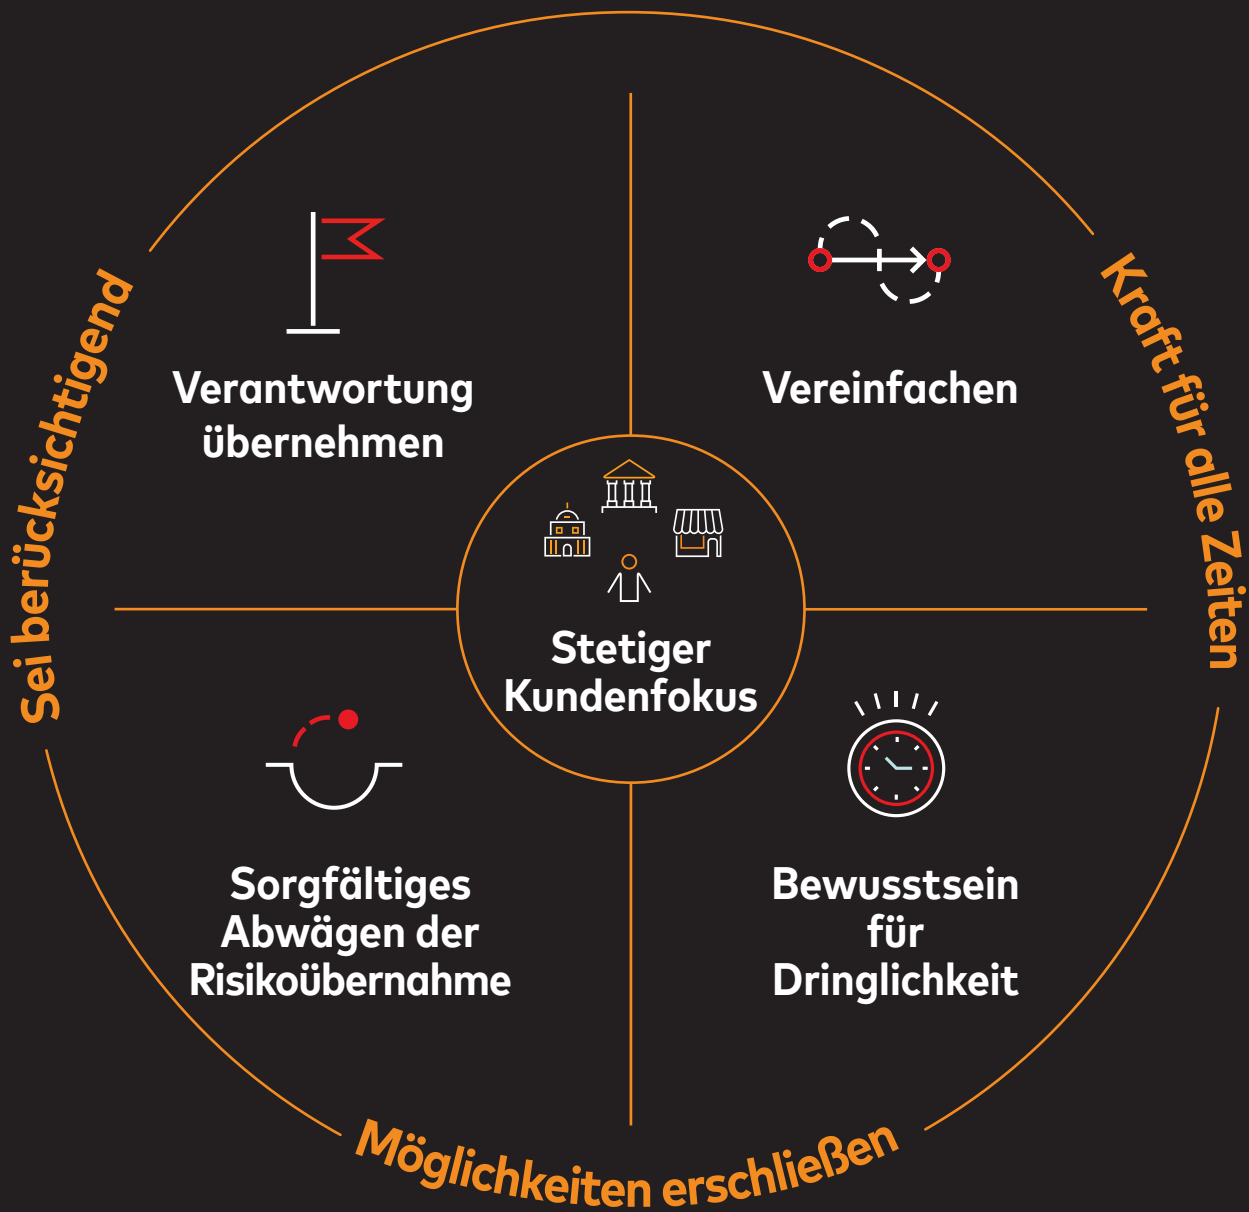 Sei berücksichtigend
Kraft für alle Zeiten
Verantwortung
übernehmen
Vereinfachen
Stetiger
Kundenfokus
Sorgfältiges
Abwägen der
Risikoübernahme
Bewusstsein
für
Dringlichkeit
Möglichkeiten erschließen